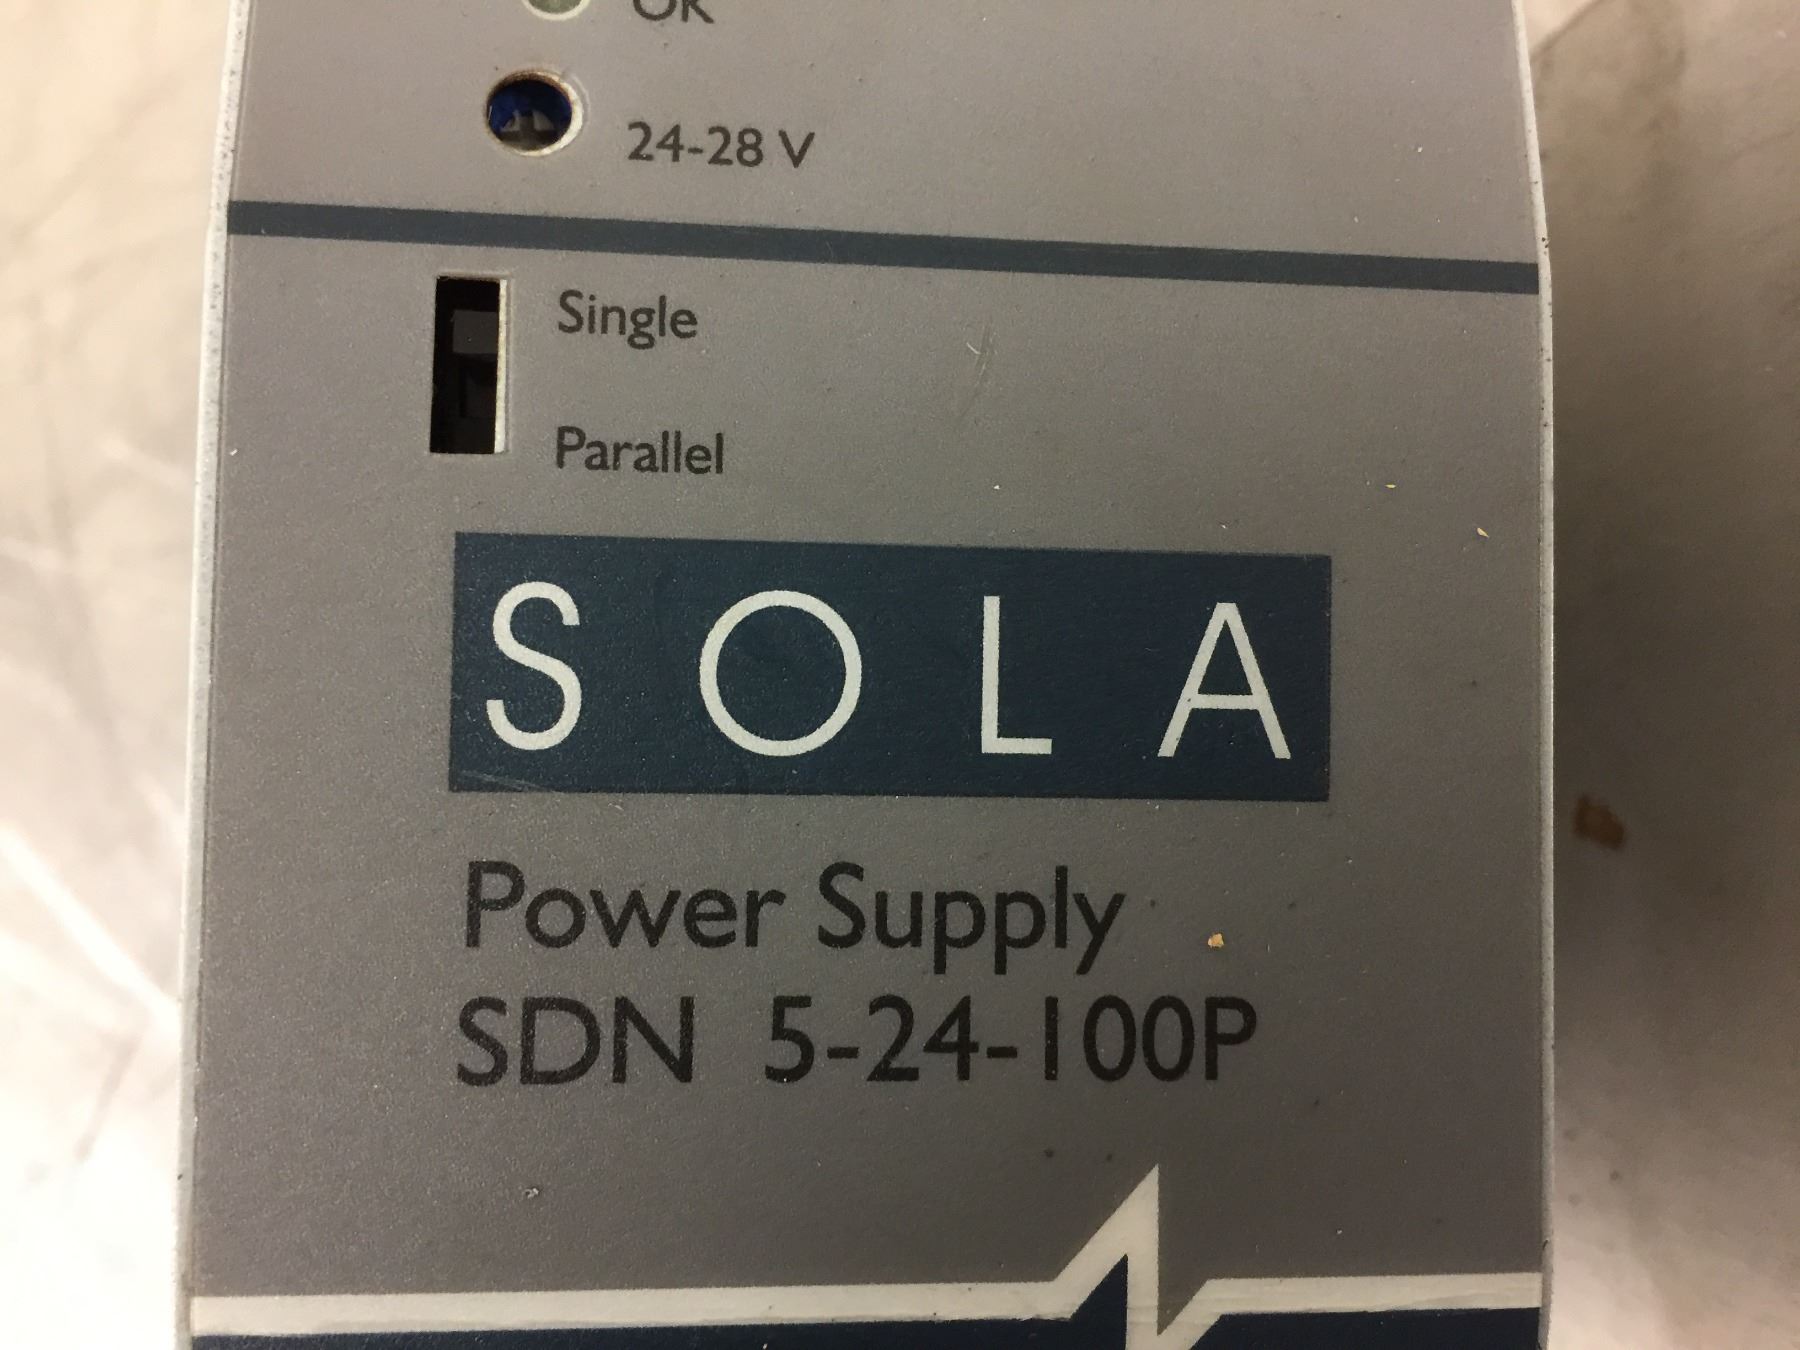 OK
24-28 V
Single
Parallel
SOLA
Power Supply
SDN 5-24-100P